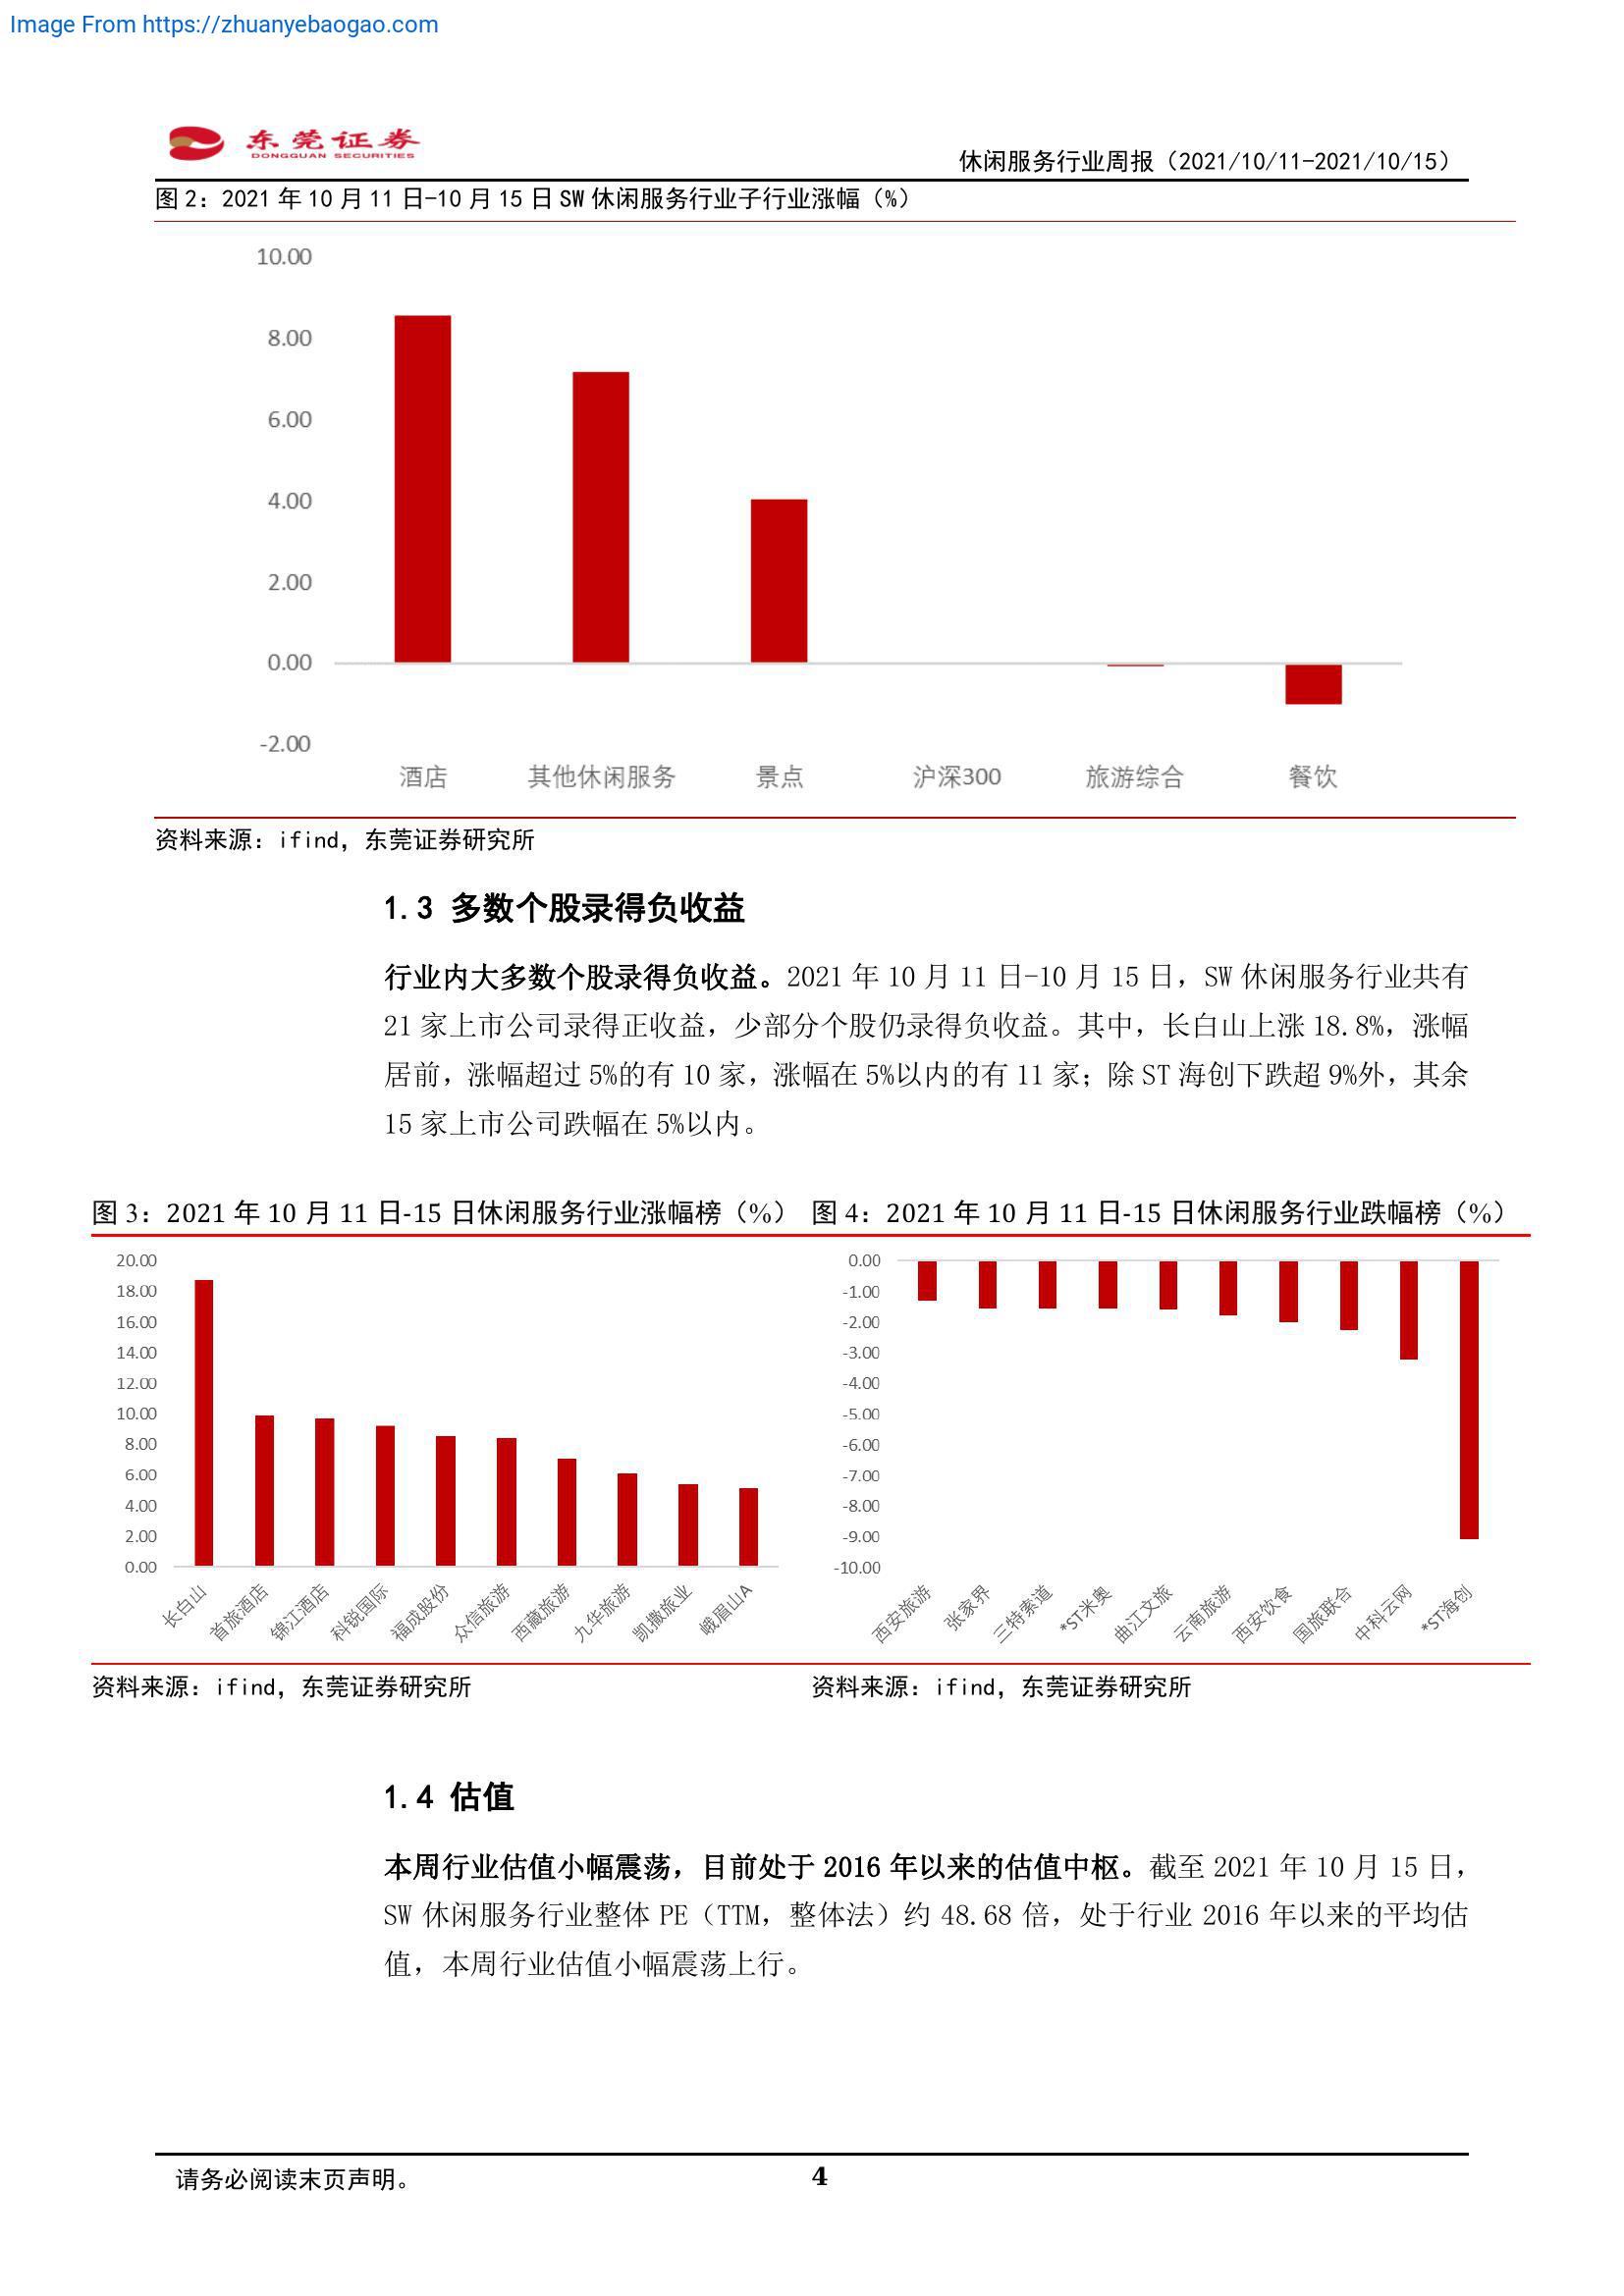 Image From https://zhuanyebaogao.com
东莞证券
DONGGUAN SECURITIES
休闲服务行业周报（2021/10/11-2021/10/15）
图 2：2021 年 10 月 11 日-10 月 15 日 SW 休闲服务行业子行业涨幅（%）
10.00
8.00
6.00
4.00
2.00
0.00
-2.00
酒店 其他休闲服务 景点 沪深300 旅游综合 餐饮
资料来源：ifind，东莞证券研究所
1.3 多数个股录得负收益
行业内大多数个股录得负收益。2021 年 10 月 11 日-10 月 15 日，SW 休闲服务行业共有
21 家上市公司录得正收益，少部分个股仍录得负收益。其中，长白山上涨 18.8%，涨幅
居前，涨幅超过 5%的有 10 家，涨幅在 5%以内的有 11 家；除 ST 海创下跌超 9%外，其余
15 家上市公司跌幅在 5%以内。
图 3：2021 年 10 月 11 日-15 日休闲服务行业涨幅榜（%）
20.00
18.00
16.00
14.00
12.00
10.00
8.00
6.00
4.00
2.00
0.00
长白山 首旅酒店 锦江酒店 科锐国际 福成股份 众信旅游 西藏旅游 九华旅游 凯撒旅业 峨眉山A
资料来源：ifind，东莞证券研究所
图 4：2021 年 10 月 11 日-15 日休闲服务行业跌幅榜（%）
0.00
-1.00
-2.00
-3.00
-4.00
-5.00
-6.00
-7.00
-8.00
-9.00
-10.00
西安旅游 张家界 三特索道 *ST米奥 曲江文旅 云南旅游 西安饮食 国旅联合 中科云网 *ST海创
资料来源：ifind，东莞证券研究所
1.4 估值
本周行业估值小幅震荡，目前处于 2016 年以来的估值中枢。截至 2021 年 10 月 15 日，
SW 休闲服务行业整体 PE（TTM，整体法）约 48.68 倍，处于行业 2016 年以来的平均估
值，本周行业估值小幅震荡上行。
请务必阅读末页声明。
4